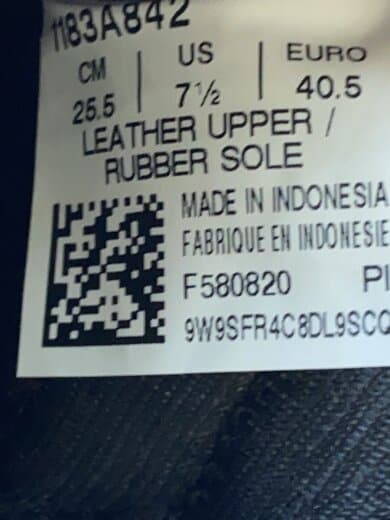 1183A842
CM | US | EURO
25.5 | 7½ | 40.5
LEATHER UPPER /
RUBBER SOLE
MADE IN INDONESIA
FABRIQUE EN INDONESIE
F580820 PI
9W9SFR4C8DL9SCQ